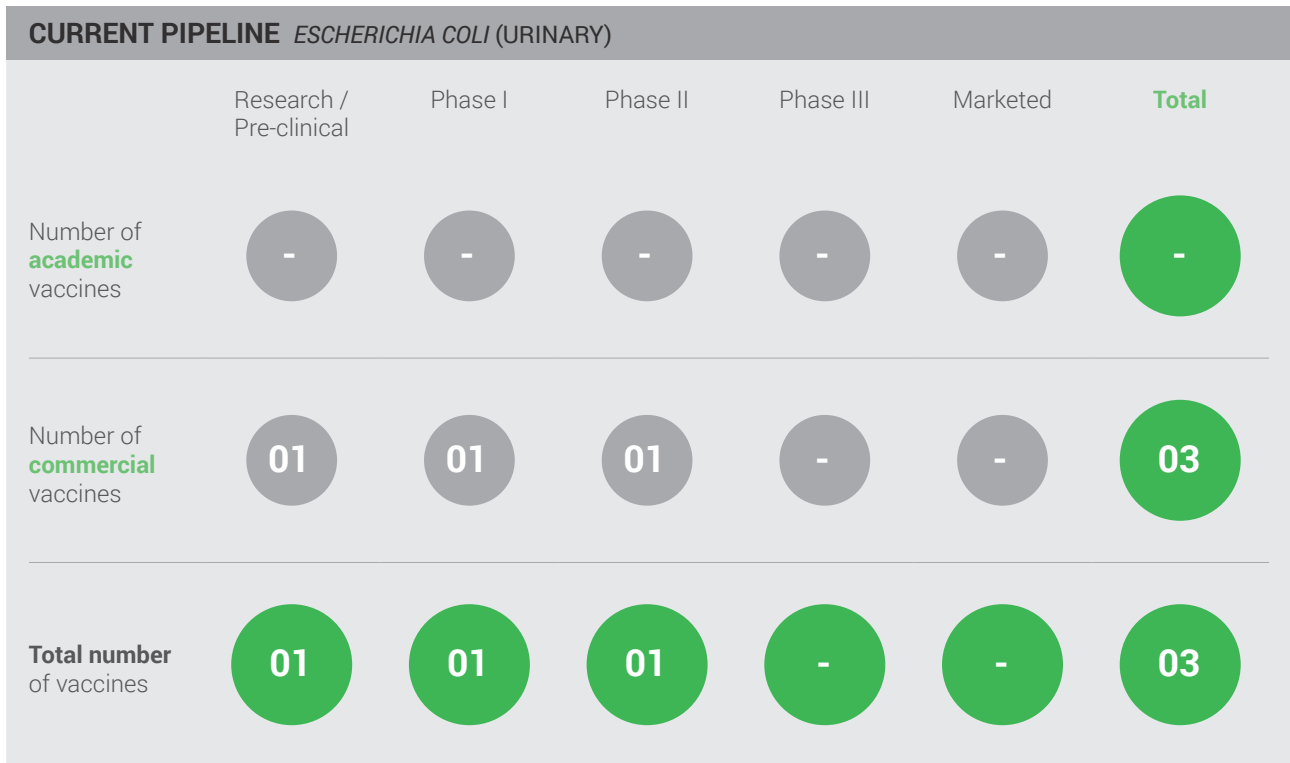 CURRENT PIPELINE ESCHERICHIA COLI (URINARY)
Research / Phase I Phase II Phase III Marketed Total
Pre-clinical
Number of
academic
vaccines
- - - - - -
Number of
commercial
vaccines
01 01 01 - - 03
Total number
of vaccines
01 01 01 - - 03